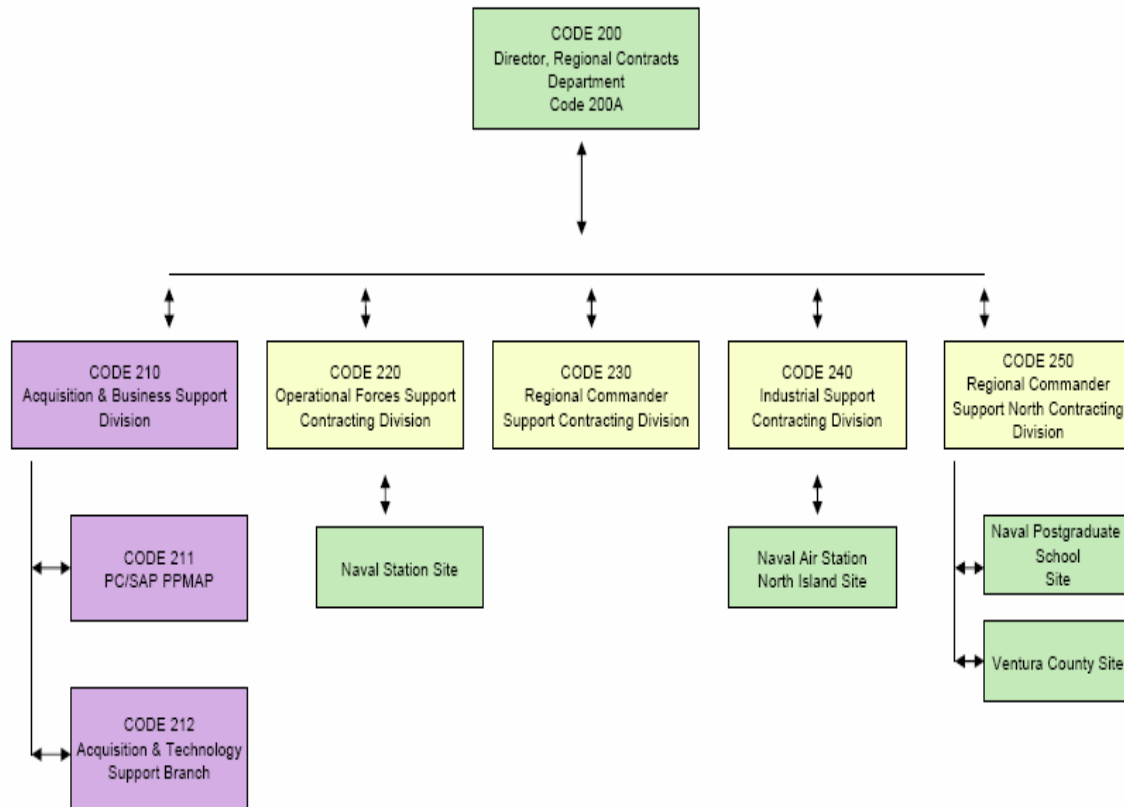 CODE 200
Director, Regional Contracts
Department
Code 200A
CODE 210
Acquisition & Business Support
Division
CODE 220
Operational Forces Support
Contracting Division
CODE 230
Regional Commander
Support Contracting Division
CODE 240
Industrial Support
Contracting Division
CODE 250
Regional Commander
Support North Contracting
Division
CODE 211
PC/SAP PPMAP
Naval Station Site
Naval Air Station
North Island Site
Naval Postgraduate
School
Site
Ventura County Site
CODE 212
Acquisition & Technology
Support Branch